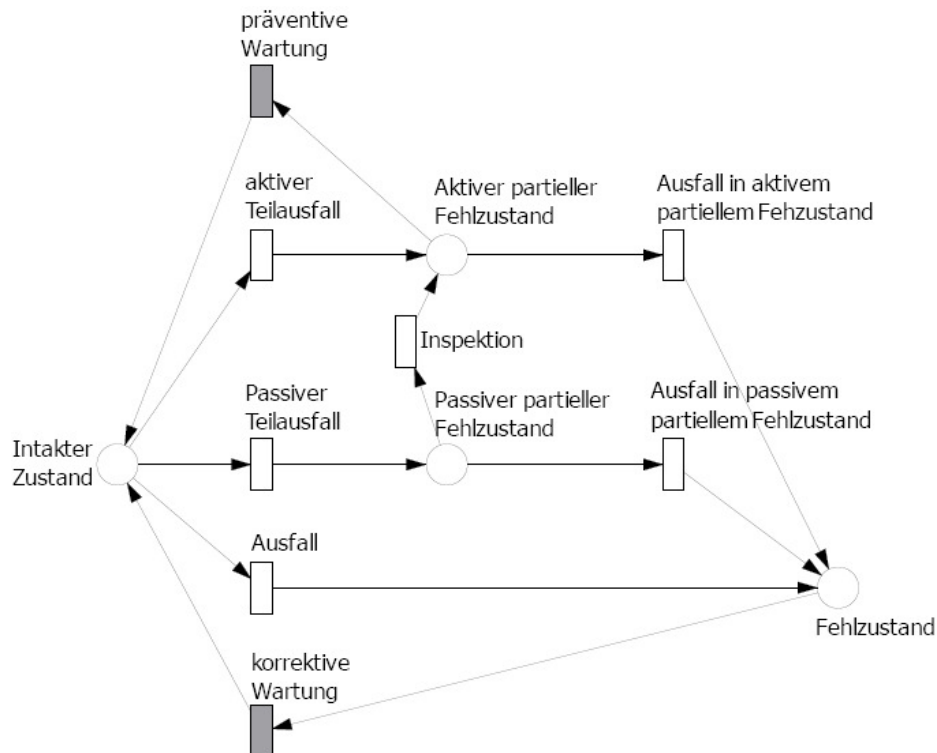 präventive
Wartung
aktiver
Teilausfall
Aktiver partieller
Fehlzustand
Ausfall in aktivem
partiellem Fehzustand
Inspektion
Passiver
Teilausfall
Passiver partieller
Fehlzustand
Ausfall in passivem
partiellem Fehlzustand
Intakter
Zustand
Ausfall
Fehlzustand
korrektive
Wartung